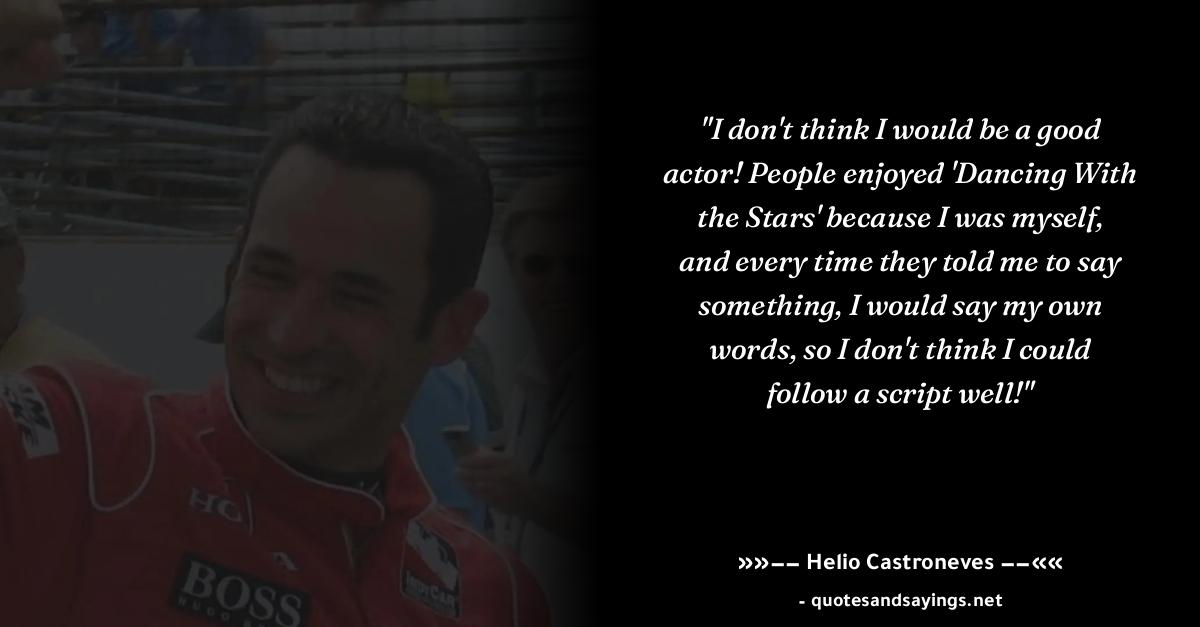 "I don't think I would be a good
actor! People enjoyed 'Dancing With
the Stars' because I was myself,
and every time they told me to say
something, I would say my own
words, so I don't think I could
follow a script well!"
»»−− Helio Castroneves −−««
- quotesandsayings.net
HC
BOSS
INDYCAR